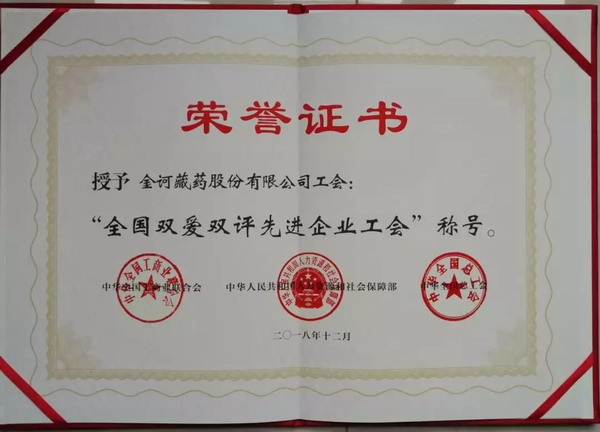 荣誉证书
授予 金诃藏药股份有限公司工会：
“全国双爱双评先进企业工会”称号。
中华全国工商业联合会 中华人民共和国人力资源和社会保障部 中华全国总工会
二〇一八年十二月